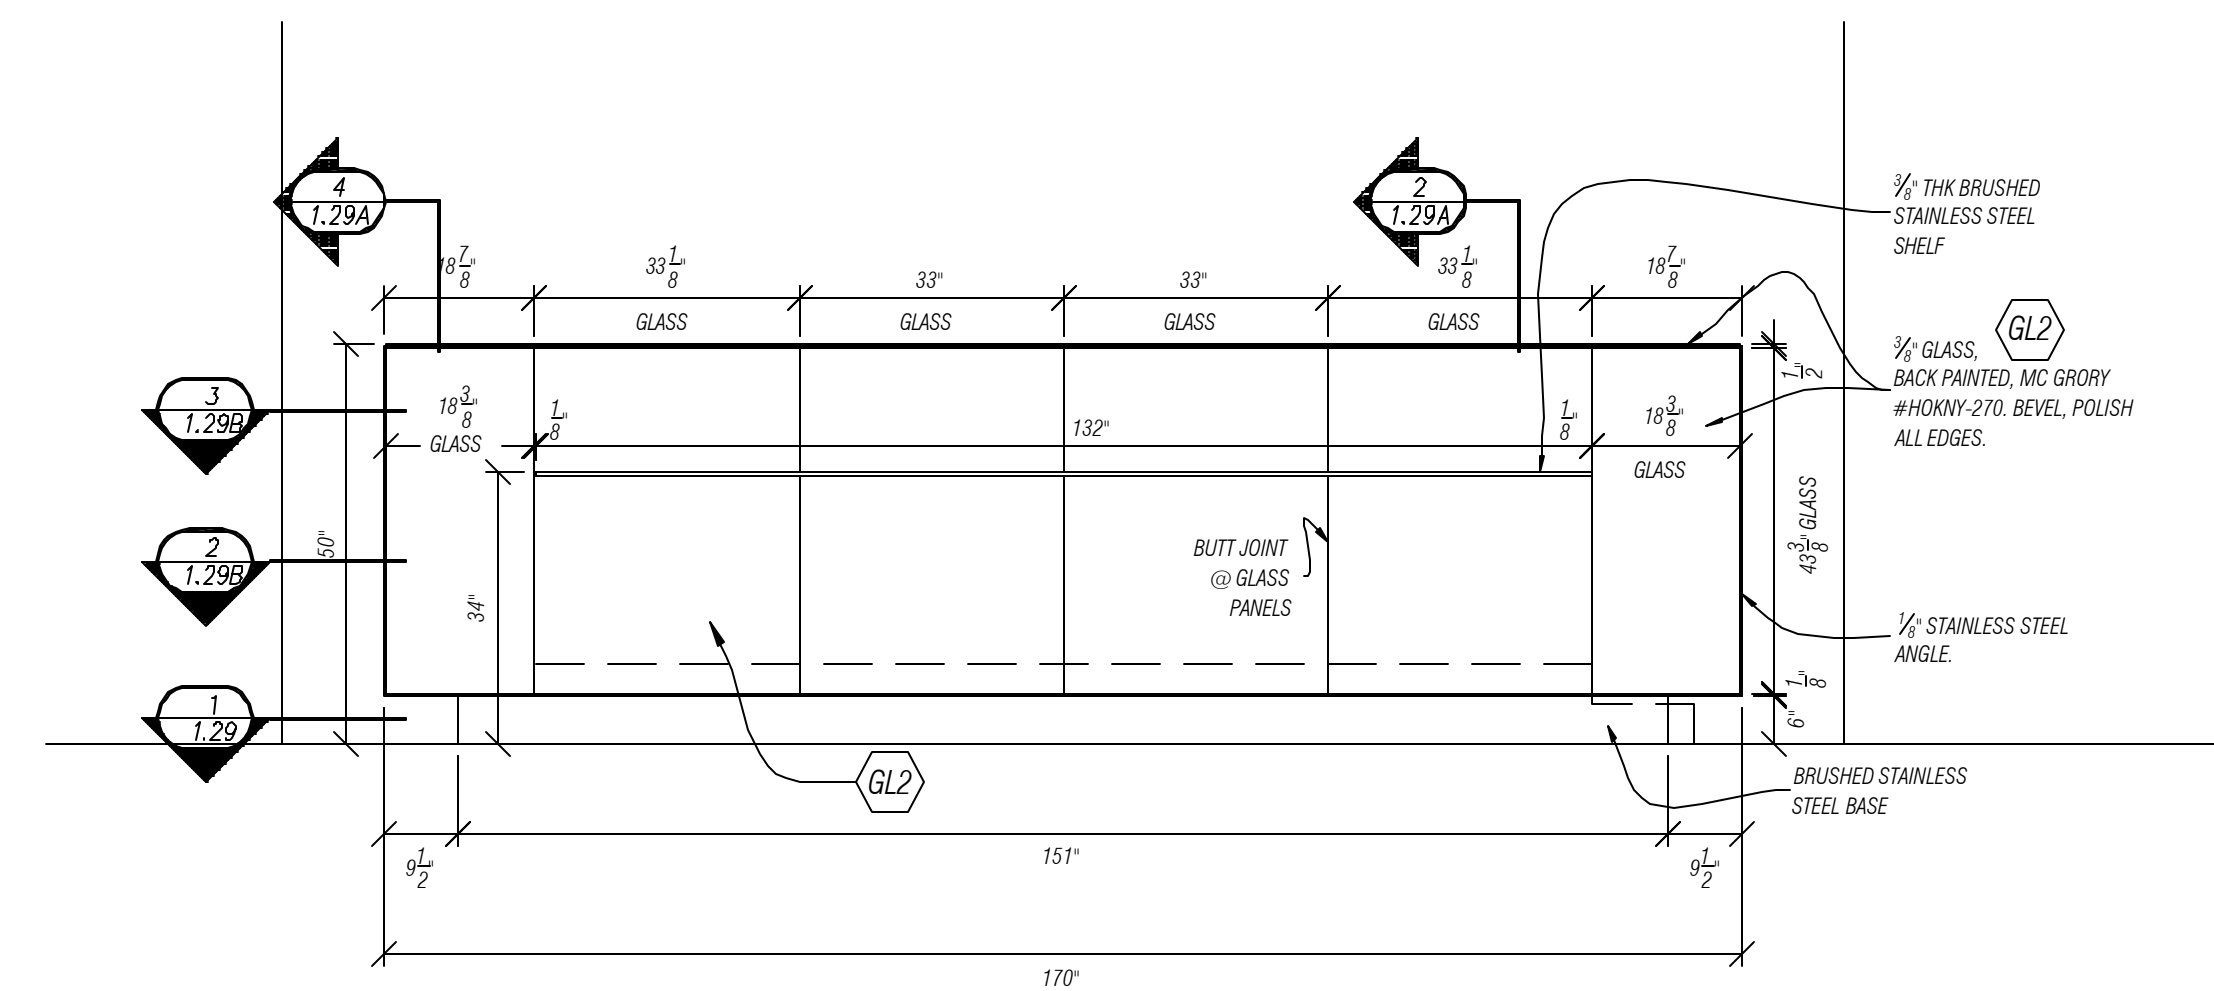 4
1.29A
2
1.29A
3/8" THK BRUSHED
STAINLESS STEEL
SHELF
18 7/8"
33 1/8"
33"
33"
33 1/8"
18 7/8"
GLASS
GLASS
GLASS
GLASS
GL2
3/8" GLASS,
BACK PAINTED, MC GRORY
#HOKNY-270. BEVEL, POLISH
ALL EDGES.
3
1.29B
18 3/8"
GLASS
1/8"
132"
1/8"
18 3/8"
GLASS
1/2"
43 3/8" GLASS
50"
34"
2
1.29B
BUTT JOINT
@ GLASS
PANELS
1/8" STAINLESS STEEL
ANGLE.
1/8"
6"
1
1.29
GL2
BRUSHED STAINLESS
STEEL BASE
9 1/2"
151"
9 1/2"
170"